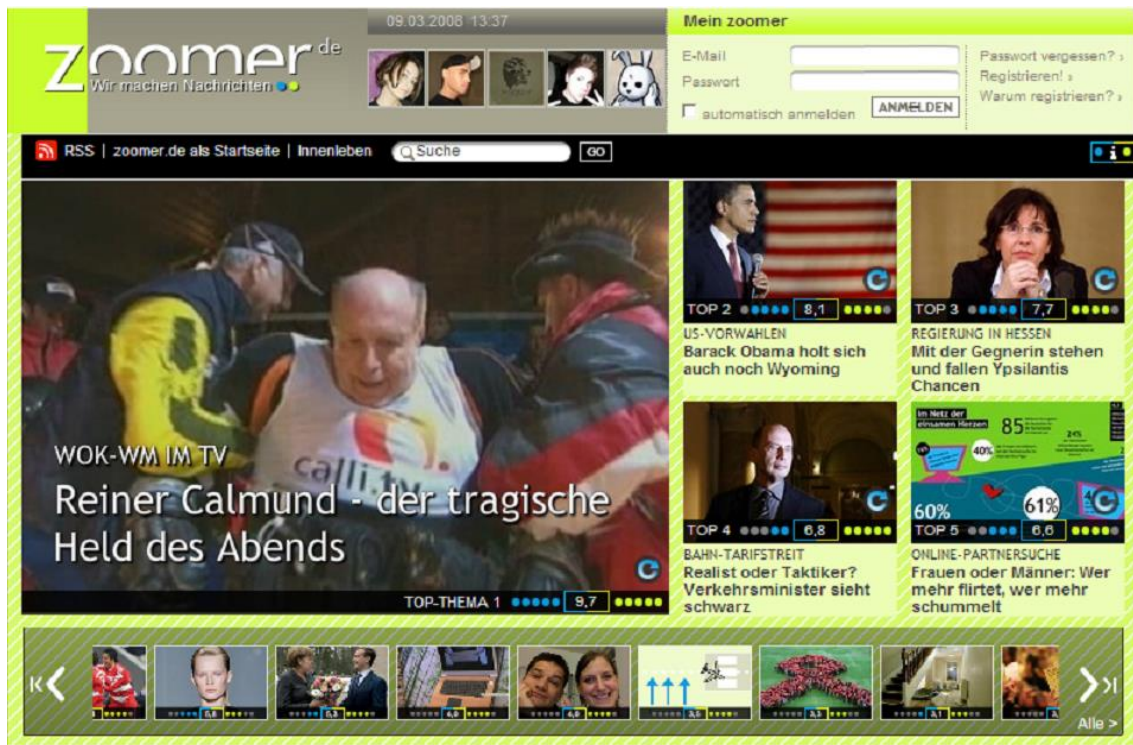 zoomer.de
Wir machen Nachrichten
09.03.2008 13:37
Mein zoomer
E-Mail
Passwort
automatisch anmelden
ANMELDEN
Passwort vergessen? ›
Registrieren! ›
Warum registrieren? ›
RSS | zoomer.de als Startseite | Innenleben
Suche
GO
i
calli.tv
WOK-WM IM TV
Reiner Calmund - der tragische
Held des Abends
TOP-THEMA 1 9,7
TOP 2 8,1
US-VORWAHLEN
Barack Obama holt sich
auch noch Wyoming
TOP 3 7,7
REGIERUNG IN HESSEN
Mit der Gegnerin stehen
und fallen Ypsilantis
Chancen
TOP 4 6,8
BAHN-TARIFSTREIT
Realist oder Taktiker?
Verkehrsminister sieht
schwarz
Im Netz der
einsamen Herzen
85
24%
40%
60%
61%
TOP 5 6,6
ONLINE-PARTNERSUCHE
Frauen oder Männer: Wer
mehr flirtet, wer mehr
schummelt
Alle >